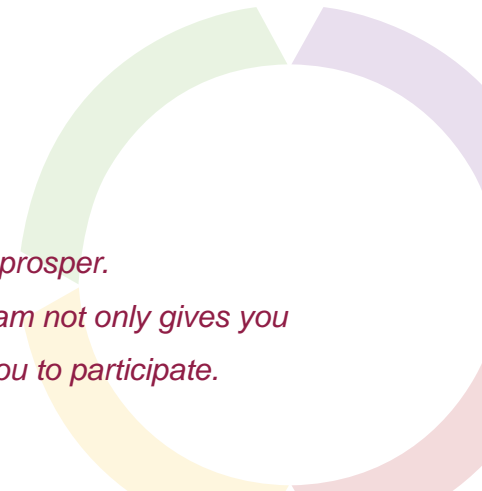 prosper.
am not only gives you
ou to participate.